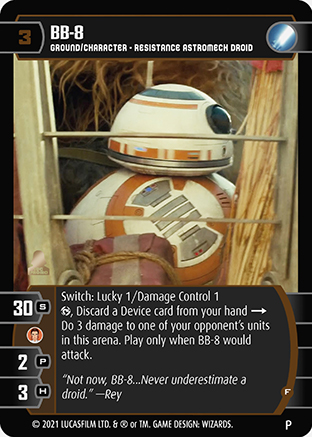 3
BB-8
GROUND/CHARACTER - RESISTANCE ASTROMECH DROID
Switch: Lucky 1/Damage Control 1
, Discard a Device card from your hand →
Do 3 damage to one of your opponent's units
in this arena. Play only when BB-8 would
attack.
"Not now, BB-8...Never underestimate a
droid." —Rey
30 S
2 P
3 H
F
© 2021 LUCASFILM LTD. & ® or TM. GAME DESIGN: WIZARDS.
P